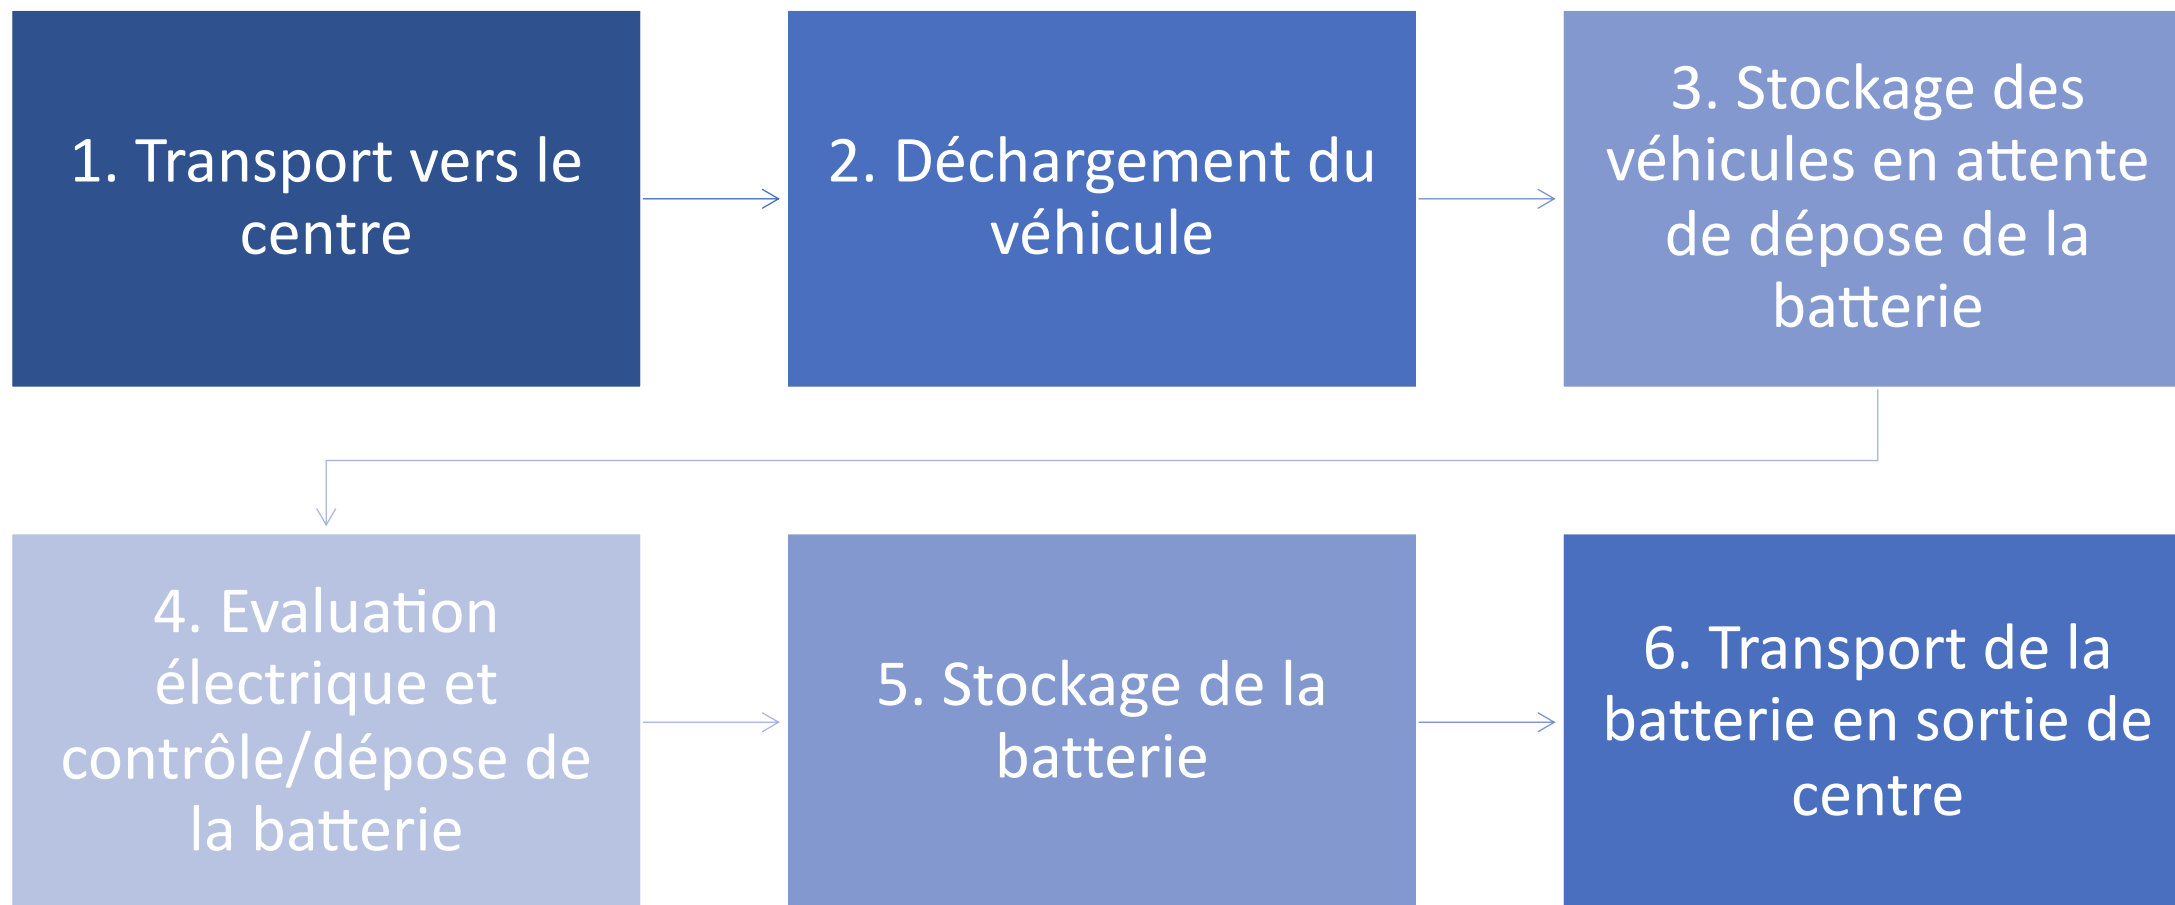 1. Transport vers le
centre
2. Déchargement du
véhicule
3. Stockage des
véhicules en attente
de dépose de la
batterie
4. Evaluation
électrique et
contrôle/dépose de
la batterie
5. Stockage de la
batterie
6. Transport de la
batterie en sortie de
centre